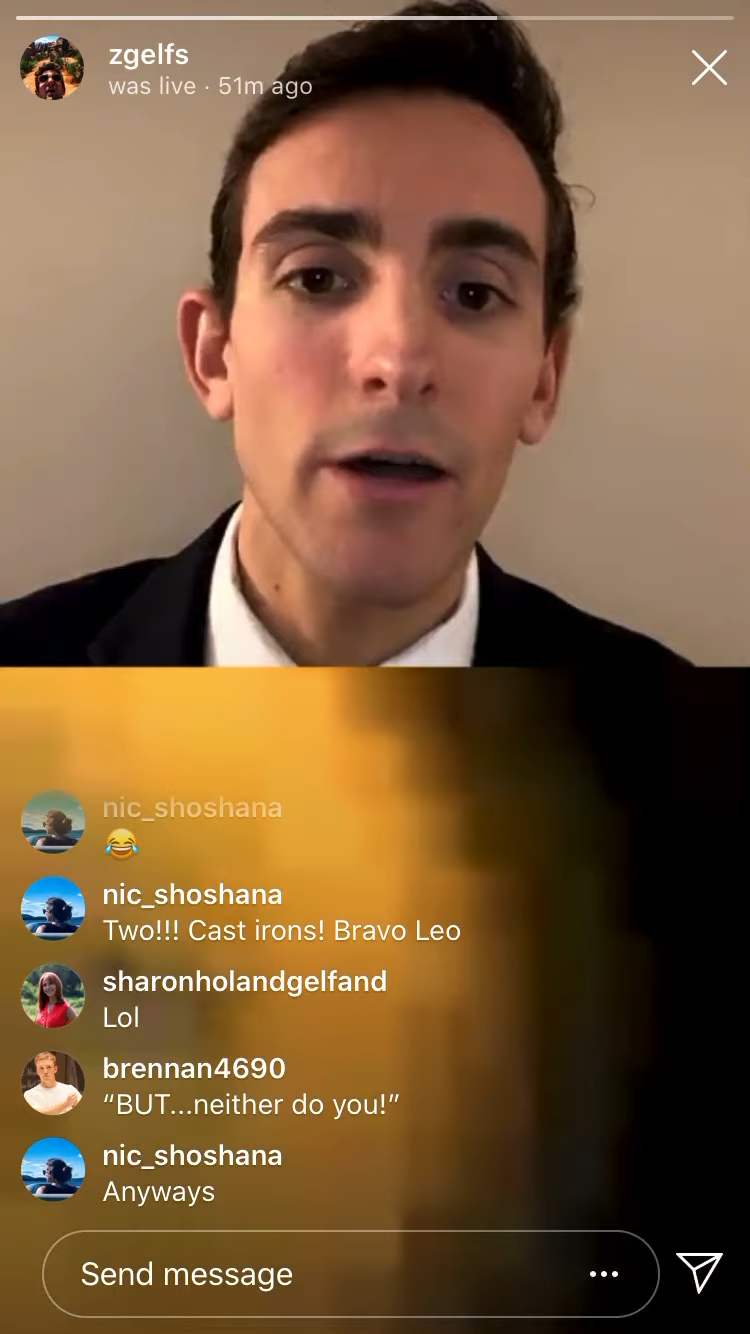 zgelfs
was live · 51m ago
nic_shoshana
😂
nic_shoshana
Two!!! Cast irons! Bravo Leo
sharonholandgelfand
Lol
brennan4690
“BUT...neither do you!”
nic_shoshana
Anyways
Send message